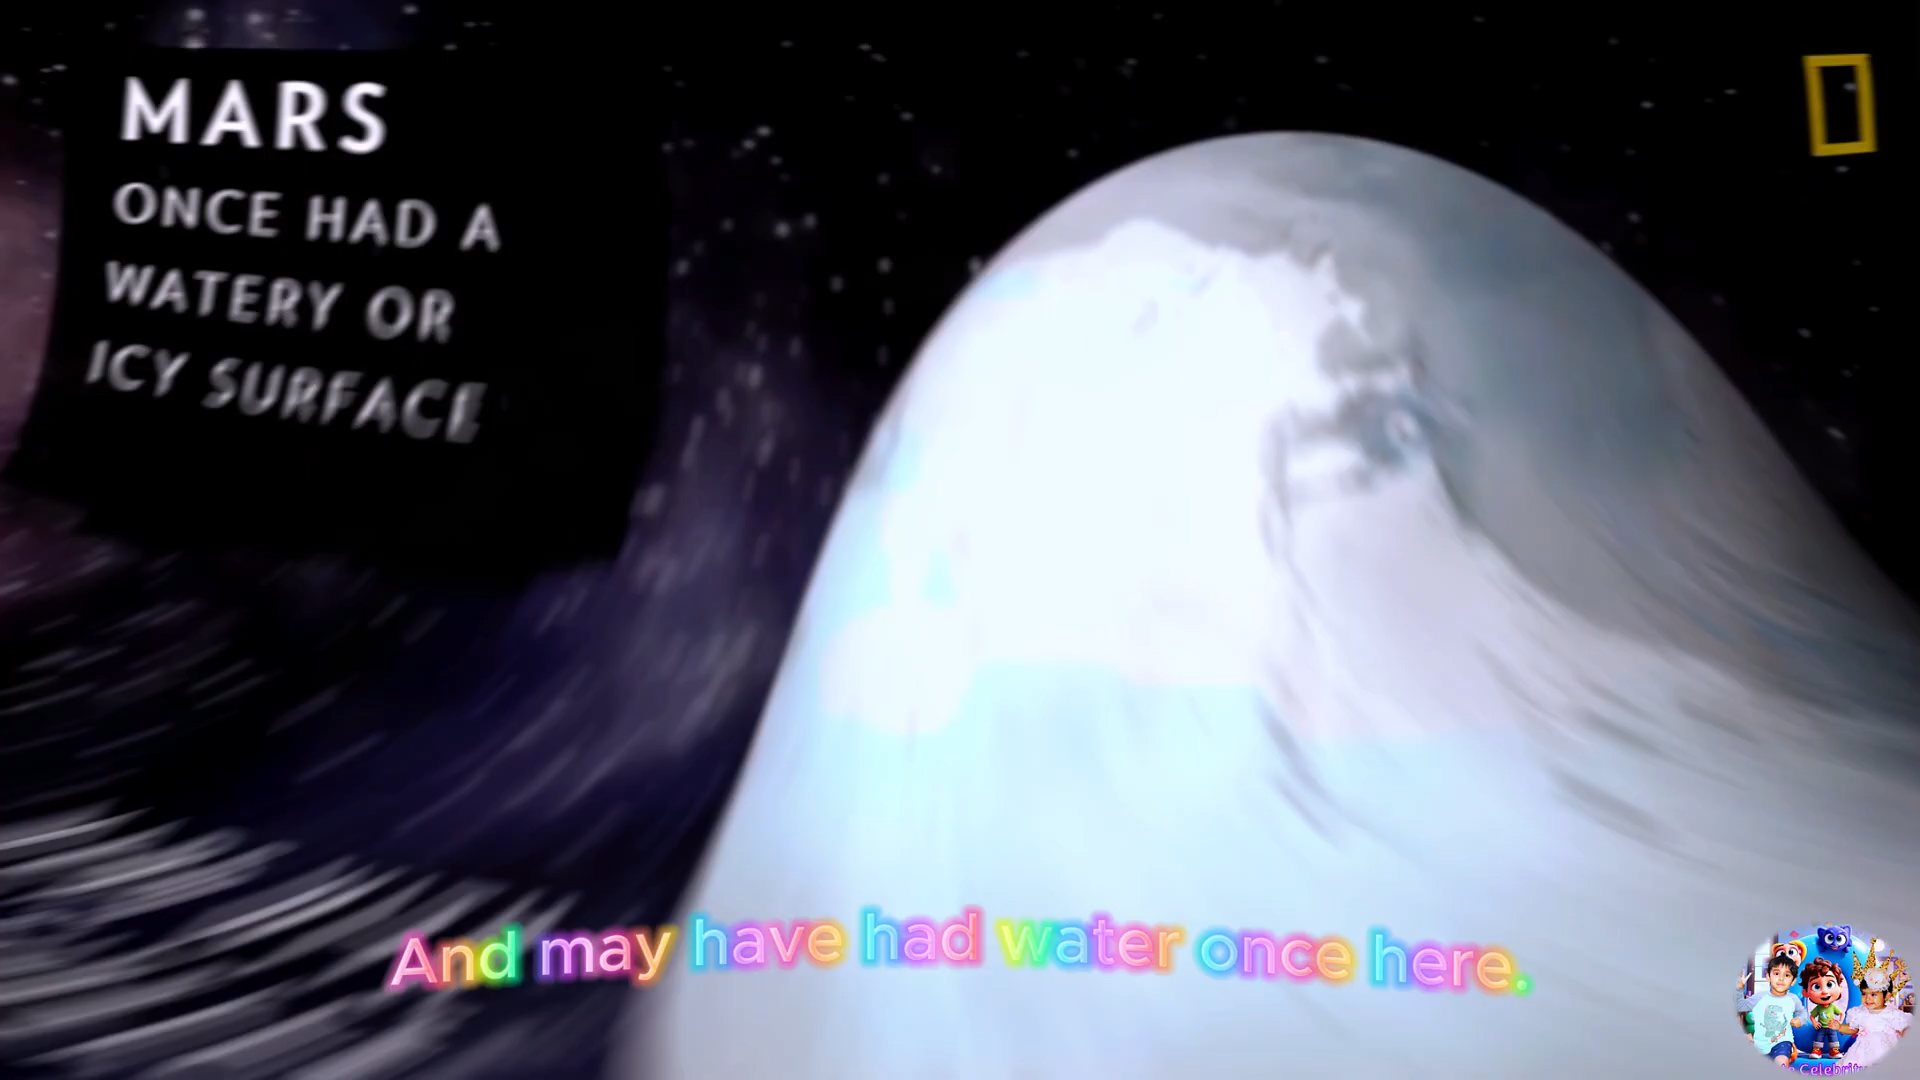 MARS
ONCE HAD A
WATERY OR
ICY SURFACE
And may have had water once here.